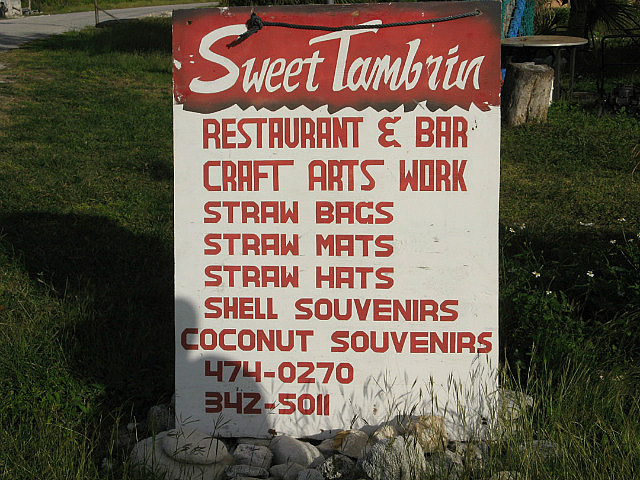 Sweet Tambrin
RESTAURANT & BAR
CRAFT ARTS WORK
STRAW BAGS
STRAW MATS
STRAW HATS
SHELL SOUVENIRS
COCONUT SOUVENIRS
474-0270
342-5011